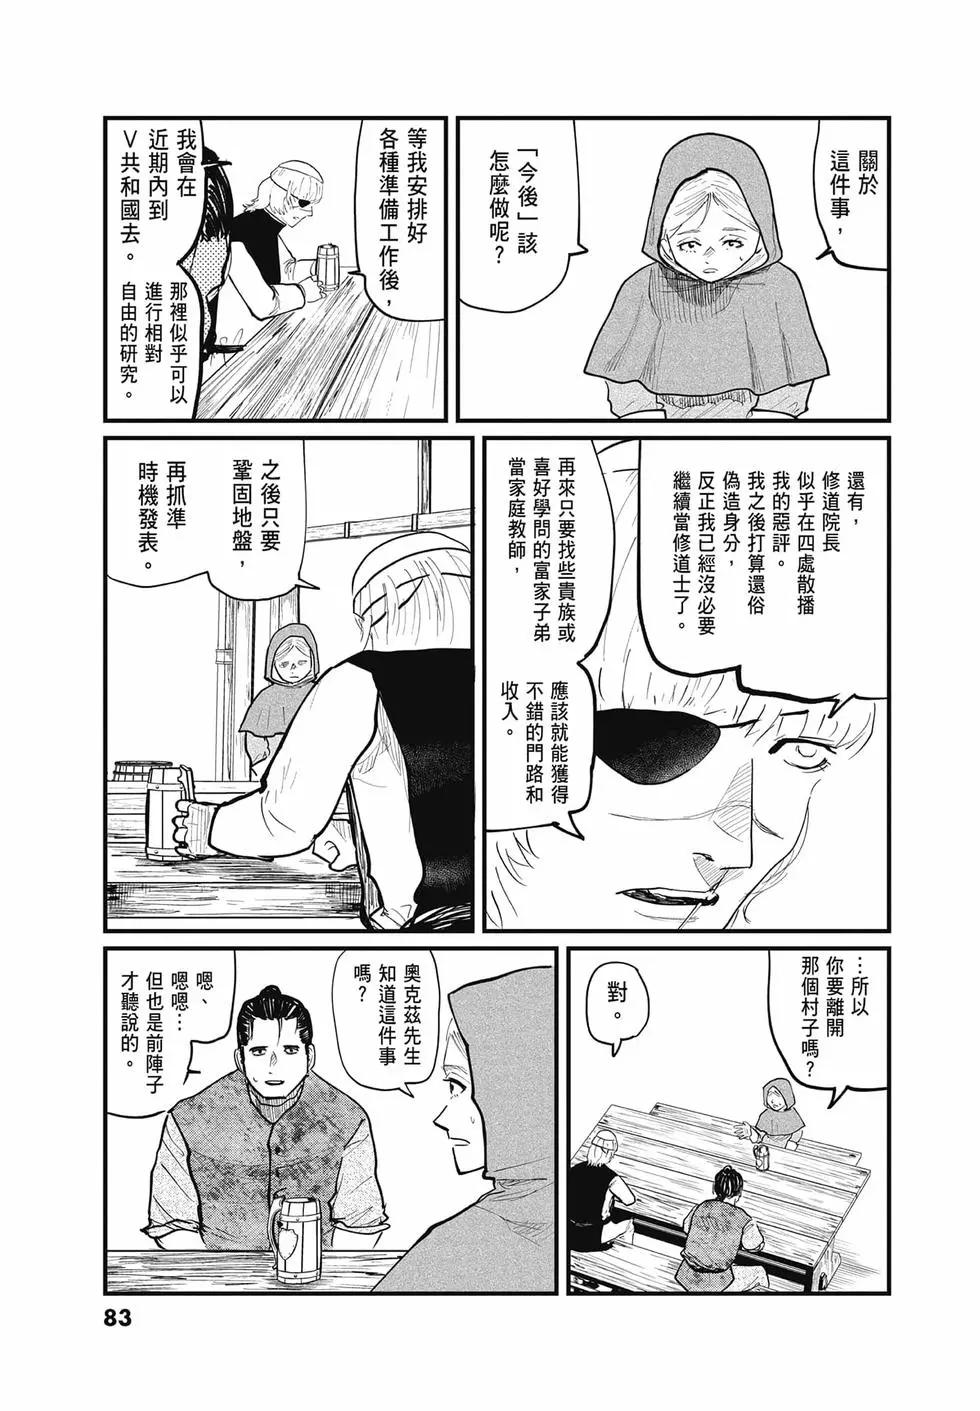 關於
這件事，
「今後」該
怎麼做呢？
等我安排好
各種準備工作後，
我會在
近期內到
V共和國去。
那裡似乎可以
進行相對
自由的研究。
還有，
修道院長
似乎在四處散播
我的惡評。
我之後打算還俗
偽造身分，
反正我已經沒必要
繼續當修道士了。
再來只要找些貴族或
喜好學問的富家子弟
當家庭教師，
應該就能獲得
不錯的門路和
收入。
之後只要
鞏固地盤，
再抓準
時機發表。
…所以
你要離開
那個村子嗎？
對。
奧克茲先生
知道這件事
嗎？
嗯、
嗯嗯…
但也是前陣子
才聽說的。
83